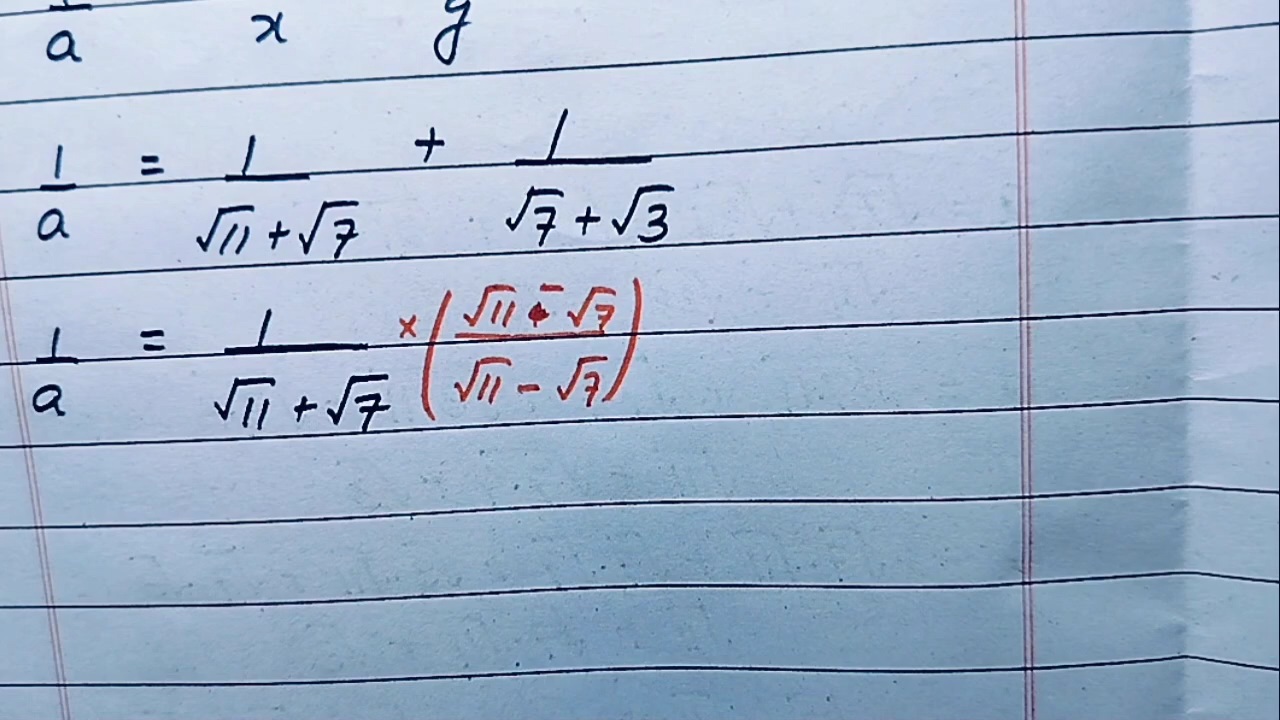 1/a x y
1/a = 1/(√11 + √7) + 1/(√7 + √3)
1/a = 1/(√11 + √7) × ((√11 - √7)/(√11 - √7))